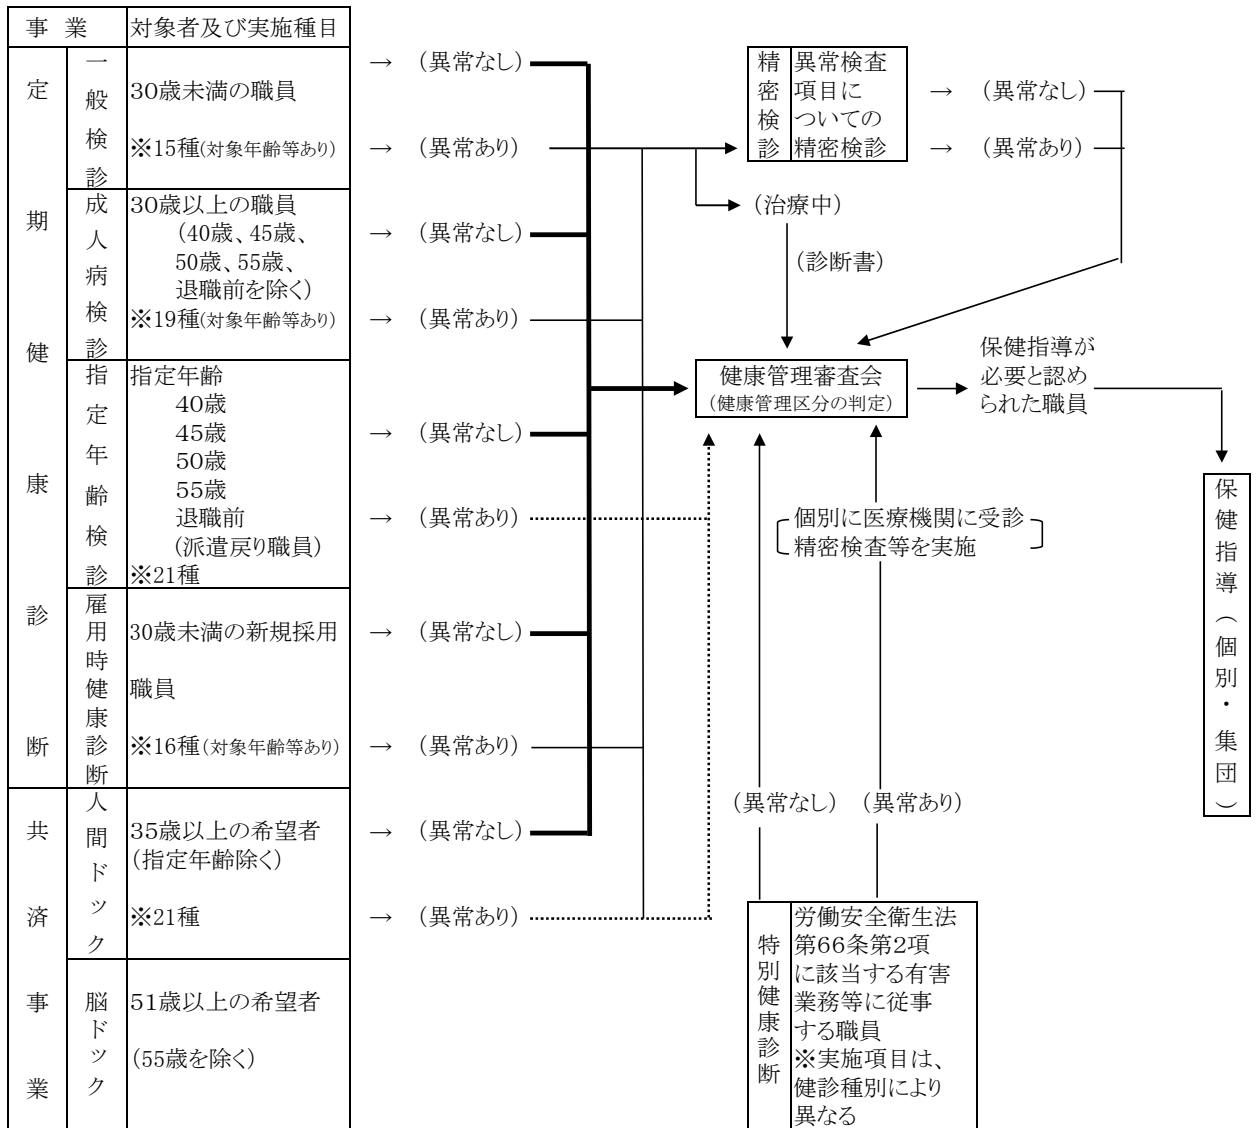 事 業 対象者及び実施種目
定期健康診断
一般検診
30歳未満の職員
※15種(対象年齢等あり)
→ (異常なし)
→ (異常あり)
成人病検診
30歳以上の職員
(40歳、45歳、
50歳、55歳、
退職前を除く)
※19種(対象年齢等あり)
→ (異常なし)
→ (異常あり)
指定年齢検診
指定年齢
40歳
45歳
50歳
55歳
退職前
(派遣戻り職員)
※21種
→ (異常なし)
→ (異常あり)
雇用時健康診断
30歳未満の新規採用
職員
※16種(対象年齢等あり)
→ (異常なし)
→ (異常あり)
共済事業
人間ドック
35歳以上の希望者
(指定年齢除く)
※21種
→ (異常なし)
→ (異常あり)
脳ドック
51歳以上の希望者
(55歳を除く)
精密検診
異常検査
項目に
ついての
精密検診
→ (異常なし)
→ (異常あり)
(治療中)
(診断書)
健康管理審査会
(健康管理区分の判定)
保健指導が
必要と認め
られた職員
保健指導(個別・集団)
個別に医療機関に受診
精密検査等を実施
(異常なし) (異常あり)
特別健康診断
労働安全衛生法
第66条第2項
に該当する有害
業務等に従事
する職員
※実施項目は、
健診種別により
異なる